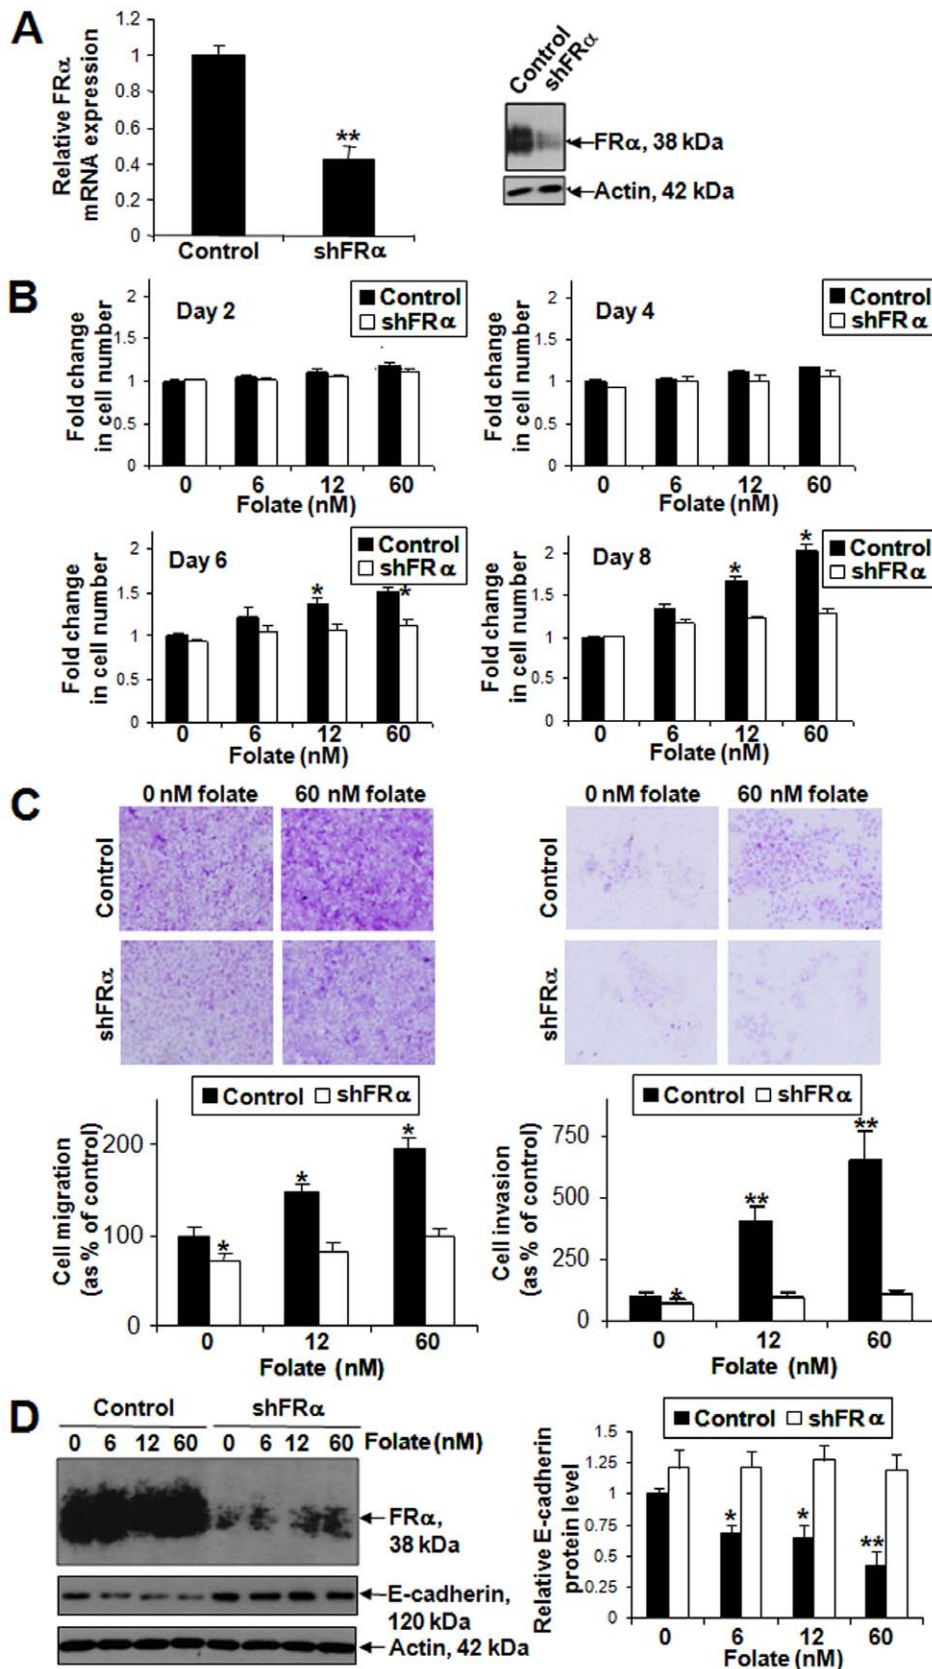 A
Relative FRα
mRNA expression
1.2
1
0.8
0.6
0.4
0.2
0
**
Control
shFRα
Control
shFRα
FRα, 38 kDa
Actin, 42 kDa
B
Fold change
in cell number
2
1.5
1
0.5
0
Day 2
Control
shFRα
0
6
12
60
Folate (nM)
Fold change
in cell number
2
1.5
1
0.5
0
Day 4
Control
shFRα
0
6
12
60
Folate (nM)
Fold change
in cell number
2
1.5
1
0.5
0
Day 6
Control
shFRα
*
*
0
6
12
60
Folate (nM)
Fold change
in cell number
2
1.5
1
0.5
0
Day 8
Control
shFRα
*
*
0
6
12
60
Folate (nM)
C
0 nM folate
60 nM folate
Control
shFRα
0 nM folate
60 nM folate
Control
shFRα
Control
shFRα
Cell migration
(as % of control)
200
100
0
*
*
*
0
12
60
Folate (nM)
Control
shFRα
Cell invasion
(as % of control)
750
500
250
0
*
**
**
0
12
60
Folate (nM)
D
Control
shFRα
0 6 12 60 0 6 12 60 Folate (nM)
FRα,
38 kDa
E-cadherin,
120 kDa
Actin, 42 kDa
Control
shFRα
Relative E-cadherin
protein level
1.5
1.25
1
0.75
0.5
0.25
0
*
*
**
0
6
12
60
Folate (nM)